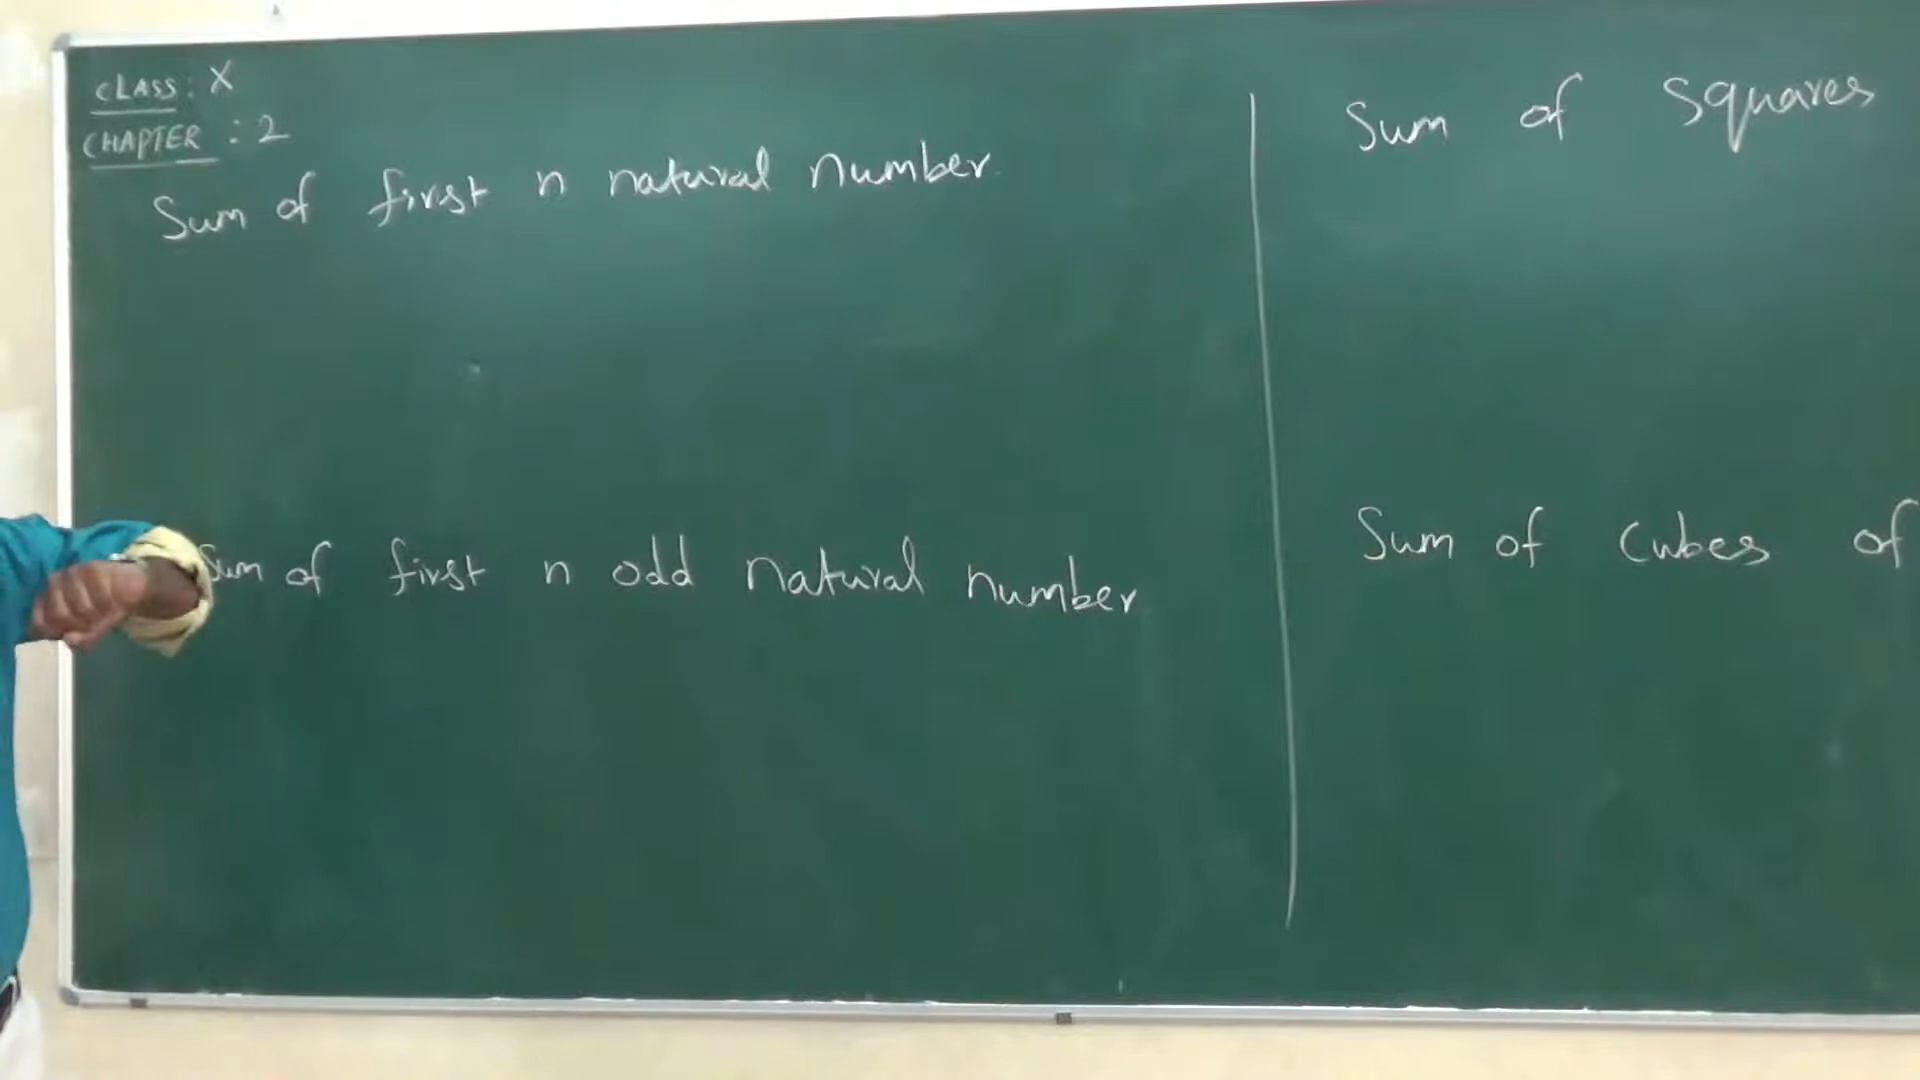 CLASS: X
CHAPTER : 2
Sum of first n natural number.
Sum of first n odd natural number
Sum of squares
Sum of cubes of